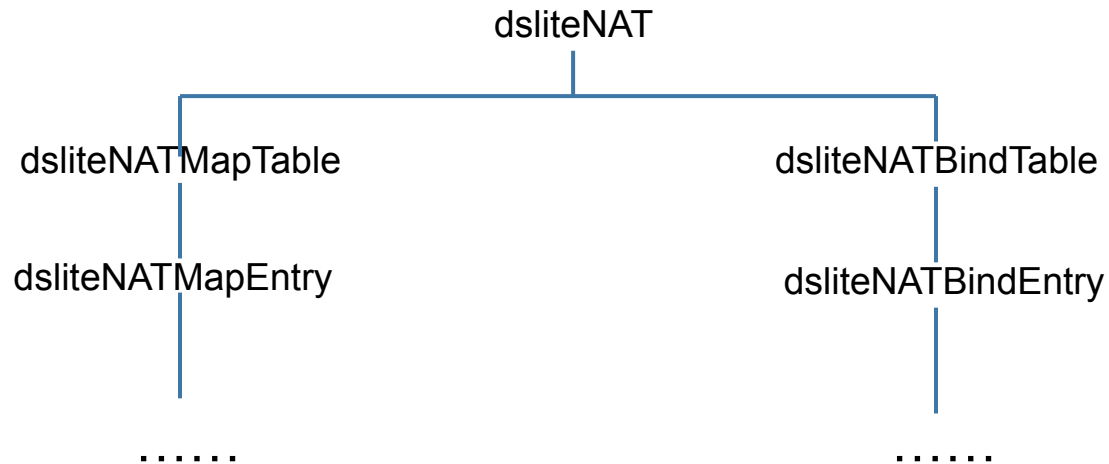 dsliteNAT
dsliteNATMapTable
dsliteNATBindTable
dsliteNATMapEntry
dsliteNATBindEntry
......
......